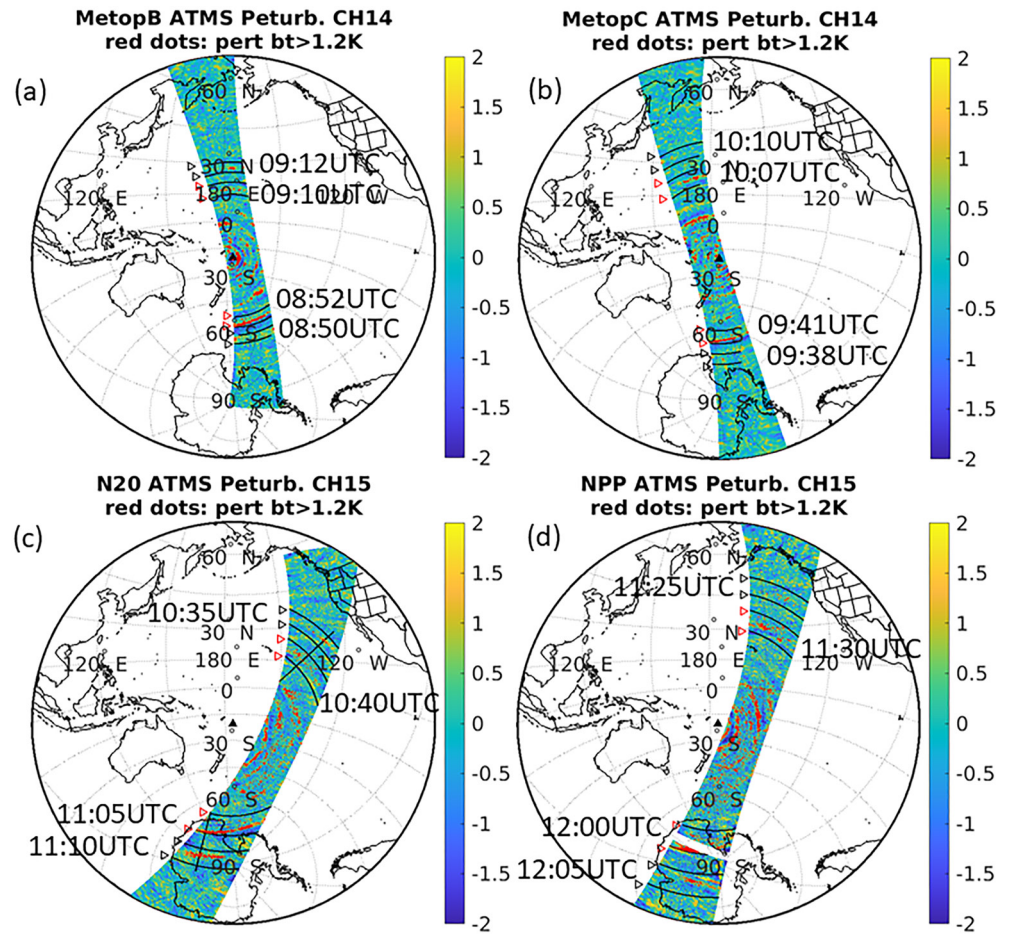 MetopB ATMS Peturb. CH14
red dots: pert bt>1.2K
(a)
60 N
30 N
09:12UTC
120 E
180 E
09:10UTC
120 W
0
30 S
08:52UTC
60 S
08:50UTC
90 S
2
1.5
1
0.5
0
-0.5
-1
-1.5
-2
MetopC ATMS Peturb. CH14
red dots: pert bt>1.2K
(b)
60 N
10:10UTC
30 N
10:07UTC
120 E
180 E
120 W
0
30 S
09:41UTC
60 S
09:38UTC
90 S
2
1.5
1
0.5
0
-0.5
-1
-1.5
-2
N20 ATMS Peturb. CH15
red dots: pert bt>1.2K
(c)
60 N
10:35UTC
30 N
120 E
180 E
120 W
0
10:40UTC
30 S
60 S
11:05UTC
11:10UTC
90 S
2
1.5
1
0.5
0
-0.5
-1
-1.5
-2
NPP ATMS Peturb. CH15
red dots: pert bt>1.2K
(d)
60 N
11:25UTC
30 N
11:30UTC
120 E
180 E
120 W
0
30 S
60 S
12:00UTC
12:05UTC
90 S
2
1.5
1
0.5
0
-0.5
-1
-1.5
-2